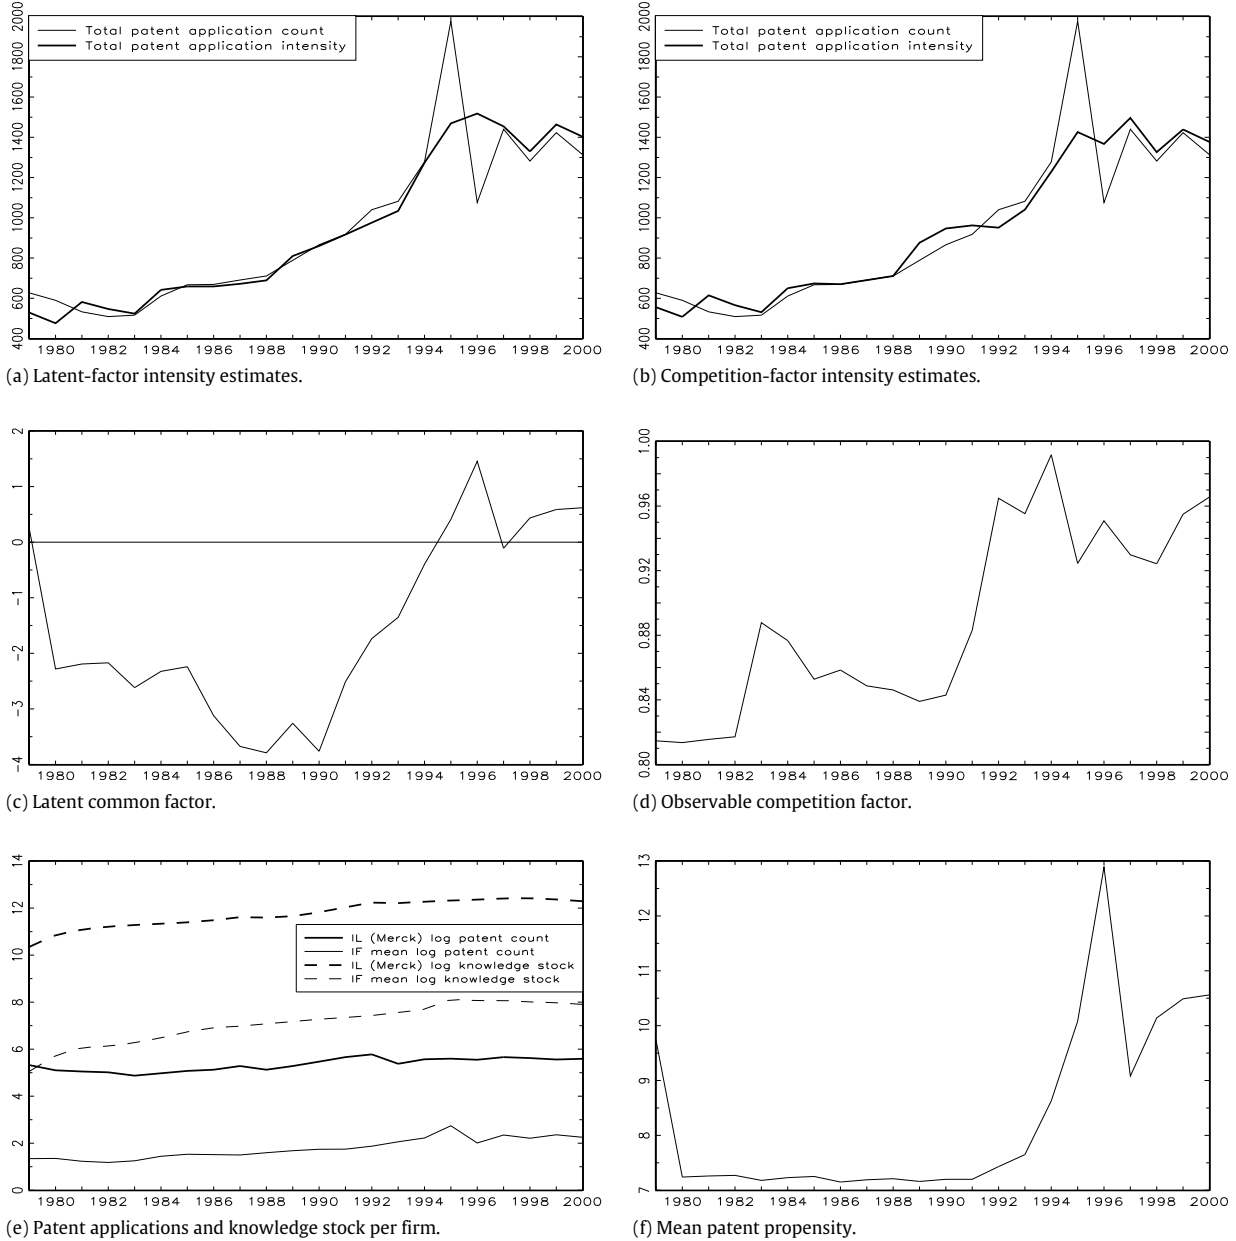 Total patent application count
Total patent application intensity
400 600 800 1000 1200 1400 1600 1800 2000
1980 1982 1984 1986 1988 1990 1992 1994 1996 1998 2000
(a) Latent-factor intensity estimates.
Total patent application count
Total patent application intensity
400 600 800 1000 1200 1400 1600 1800 2000
1980 1982 1984 1986 1988 1990 1992 1994 1996 1998 2000
(b) Competition-factor intensity estimates.
-4 -3 -2 -1 0 1 2
1980 1982 1984 1986 1988 1990 1992 1994 1996 1998 2000
(c) Latent common factor.
0.80 0.84 0.88 0.92 0.96 1.00
1980 1982 1984 1986 1988 1990 1992 1994 1996 1998 2000
(d) Observable competition factor.
0 2 4 6 8 10 12 14
IL (Merck) log patent count
IF mean log patent count
IL (Merck) log knowledge stock
IF mean log knowledge stock
1980 1982 1984 1986 1988 1990 1992 1994 1996 1998 2000
(e) Patent applications and knowledge stock per firm.
7 8 9 10 11 12 13
1980 1982 1984 1986 1988 1990 1992 1994 1996 1998 2000
(f) Mean patent propensity.